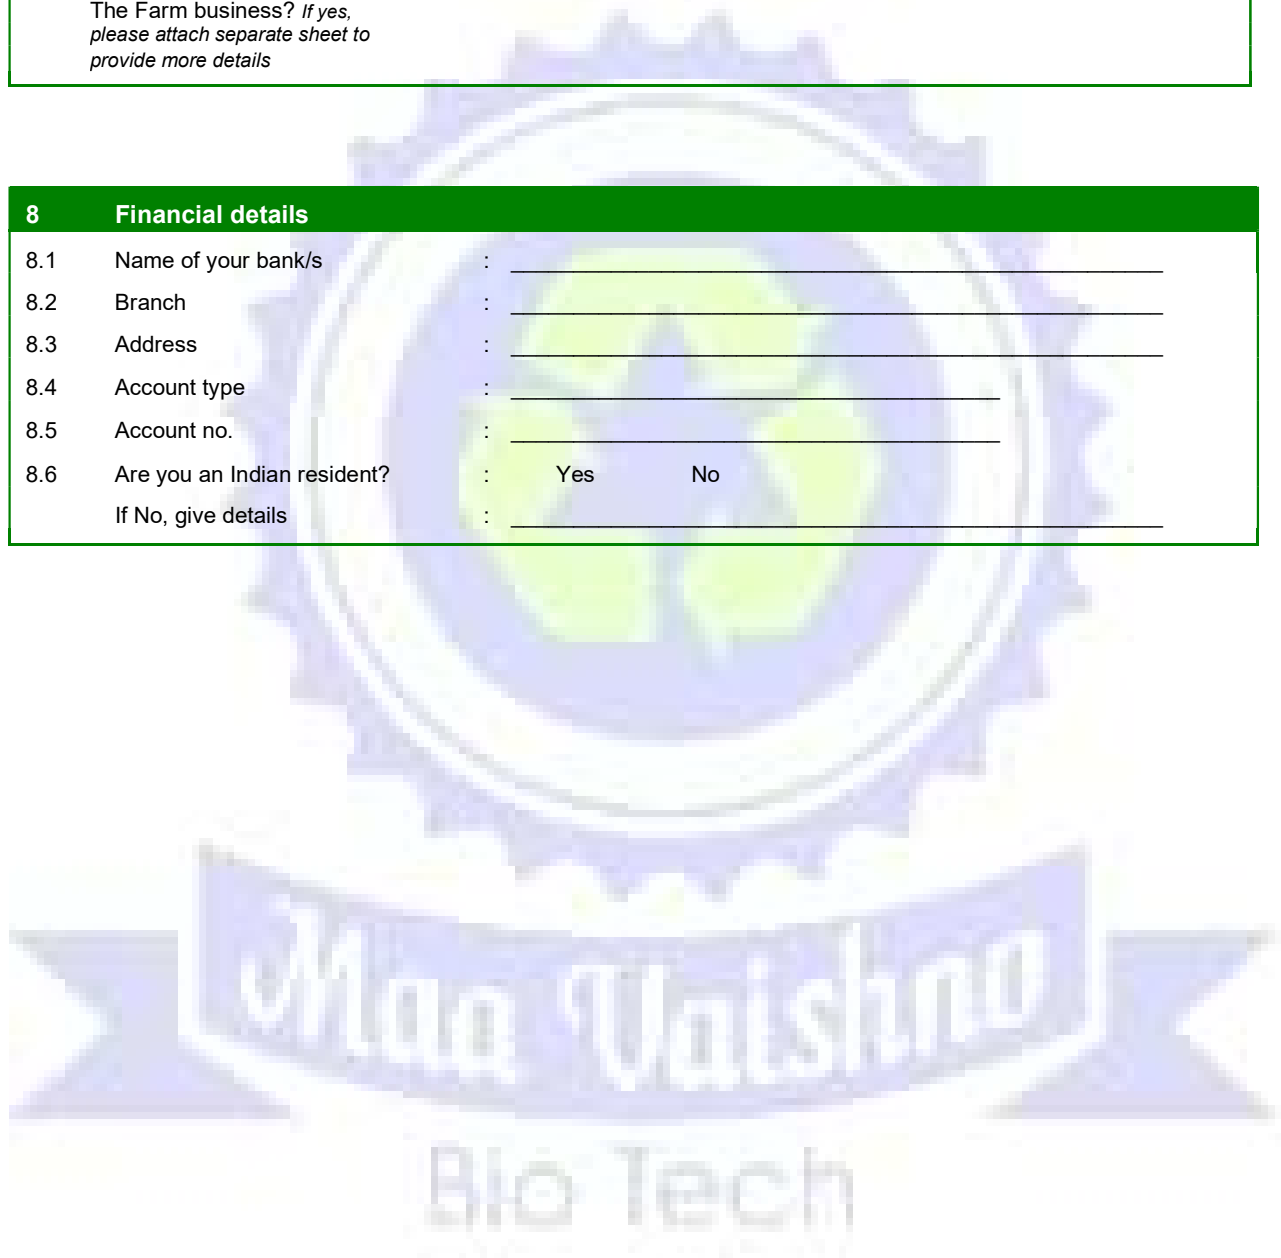 The Farm business? If yes,
please attach separate sheet to
provide more details
8 Financial details
8.1 Name of your bank/s :
8.2 Branch :
8.3 Address :
8.4 Account type :
8.5 Account no. :
8.6 Are you an Indian resident? : Yes No
If No, give details :
Maa Vaishno
Bio Tech